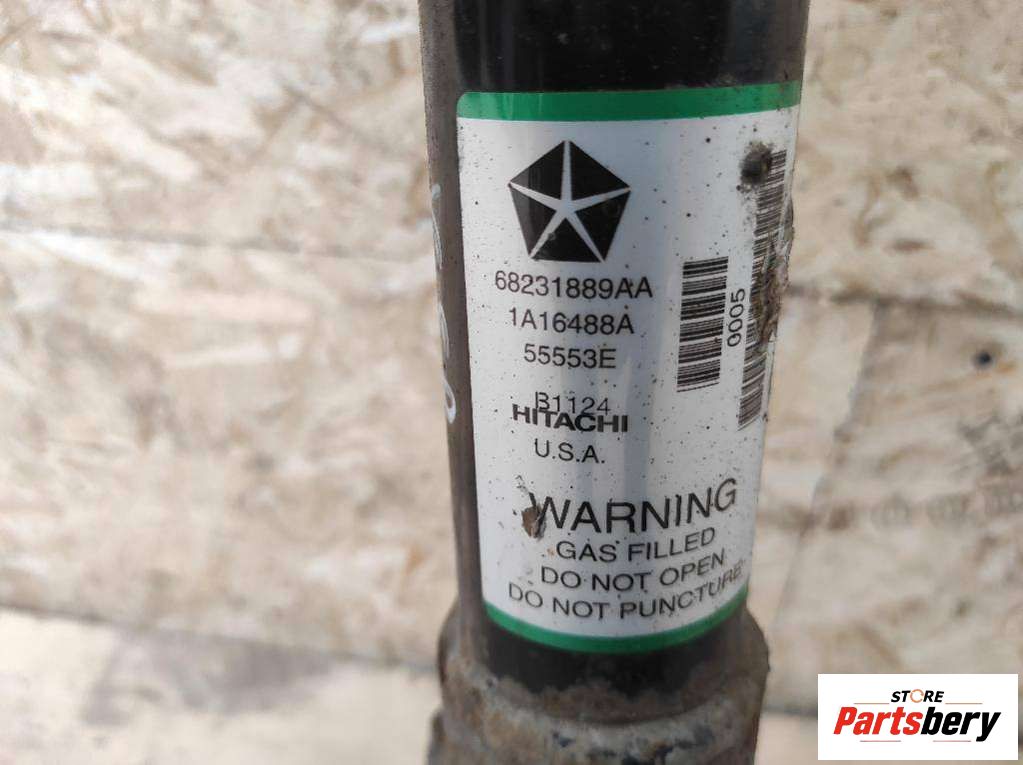 68231889AA
1A16488A
55553E
B1124
HITACHI
U.S.A.
0005
WARNING
GAS FILLED
DO NOT OPEN
DO NOT PUNCTURE
STORE
Partsbery